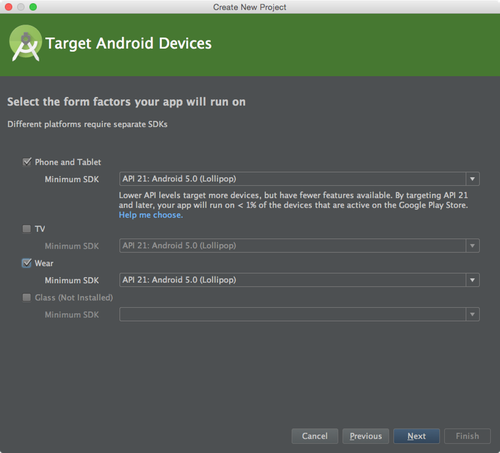 Create New Project
Target Android Devices
Select the form factors your app will run on
Different platforms require separate SDKs
Phone and Tablet
Minimum SDK
API 21: Android 5.0 (Lollipop)
Lower API levels target more devices, but have fewer features available. By targeting API 21
and later, your app will run on < 1% of the devices that are active on the Google Play Store.
Help me choose.
TV
Minimum SDK
API 21: Android 5.0 (Lollipop)
Wear
Minimum SDK
API 21: Android 5.0 (Lollipop)
Glass (Not Installed)
Minimum SDK
Cancel
Previous
Next
Finish